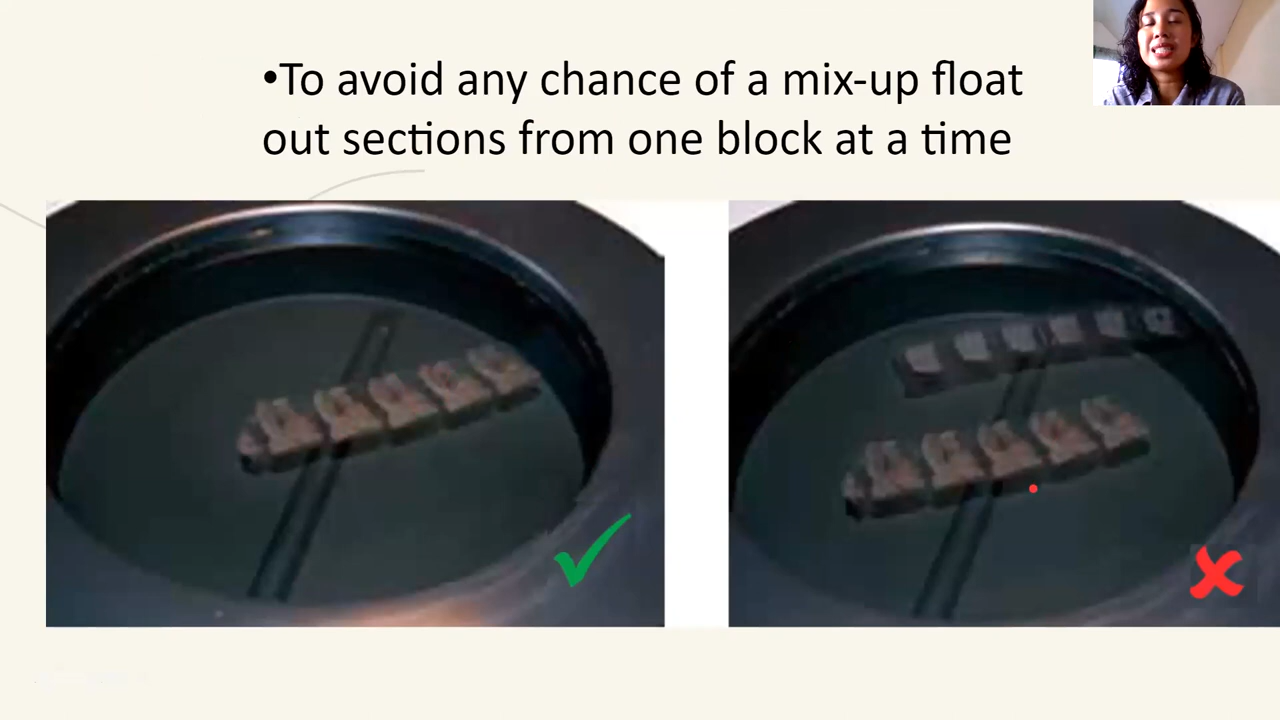 •To avoid any chance of a mix-up float
out sections from one block at a time